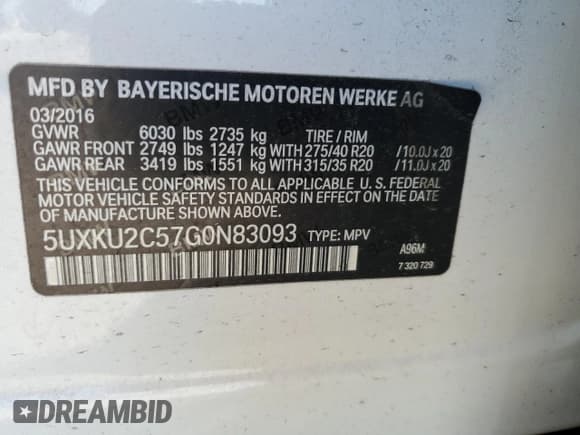 MFD BY BAYERISCHE MOTOREN WERKE AG
03/2016
GVWR 6030 lbs 2735 kg TIRE / RIM
GAWR FRONT 2749 lbs 1247 kg WITH 275/40 R20 /10.0J x 20
GAWR REAR 3419 lbs 1551 kg WITH 315/35 R20 /11.0J x 20
THIS VEHICLE CONFORMS TO ALL APPLICABLE U. S. FEDERAL
MOTOR VEHICLE SAFETY STANDARDS IN EFFECT ON THE DATE
OF MANUFACTURE SHOWN ABOVE.
5UXKU2C57G0N83093 TYPE: MPV
A96M
7 320 729
DREAMBID